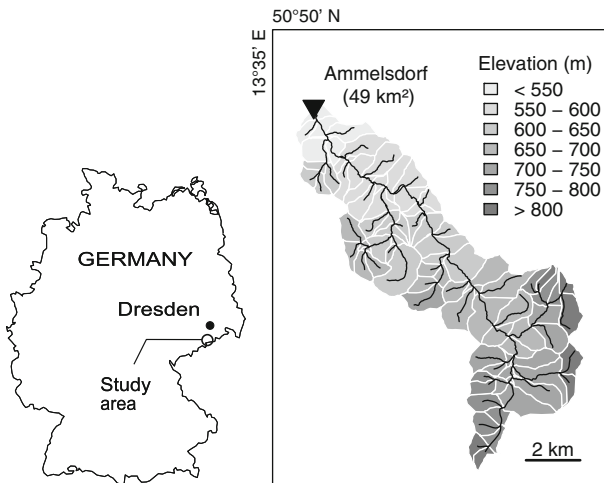 50°50' N
13°35' E
Ammelsdorf
(49 km²)
Elevation (m)
< 550
550 – 600
600 – 650
650 – 700
700 – 750
750 – 800
> 800
GERMANY
Dresden
Study
area
2 km